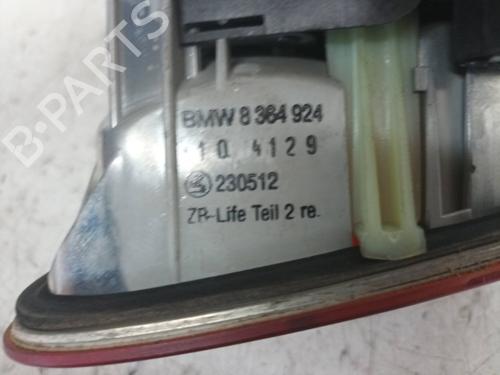 BMW 8 364 924
10 4129
230512
ZR-Life Teil 2 re.
B-PARTS